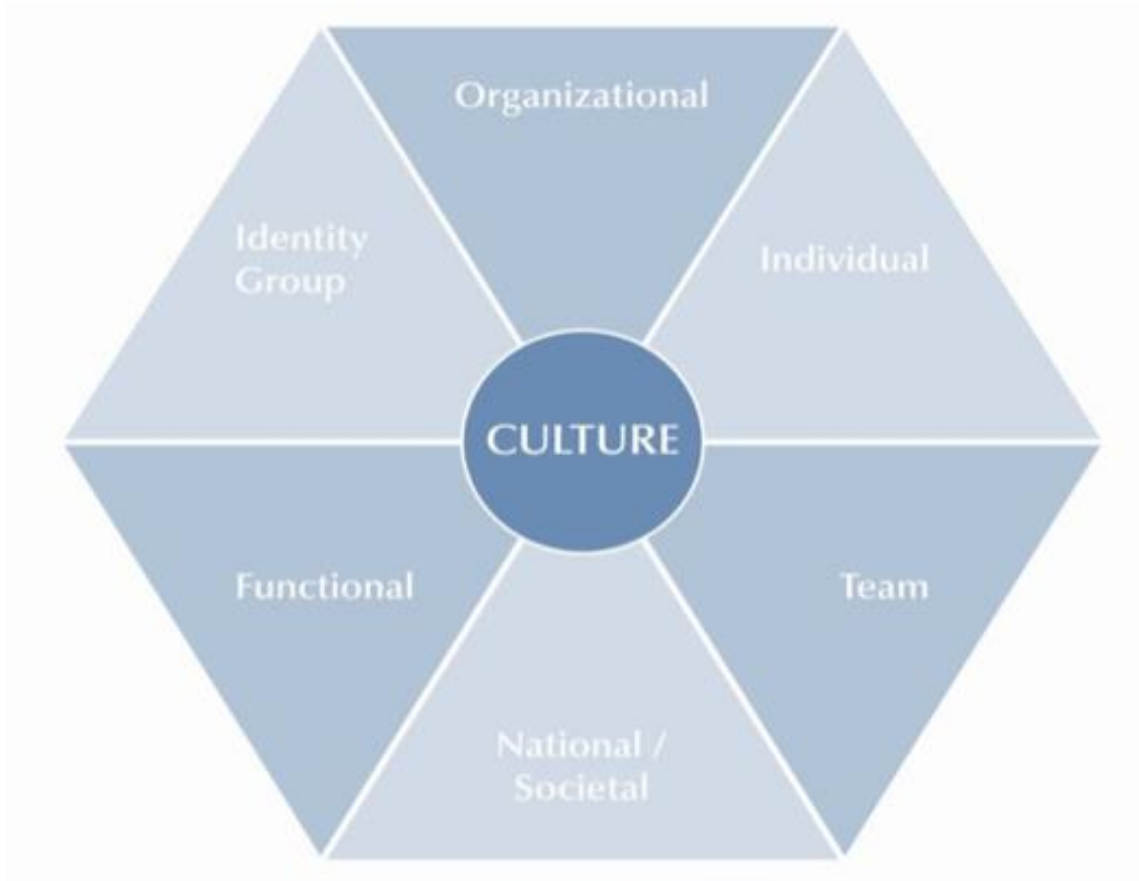 Organizational
Identity
Group
Individual
CULTURE
Functional
Team
National /
Societal